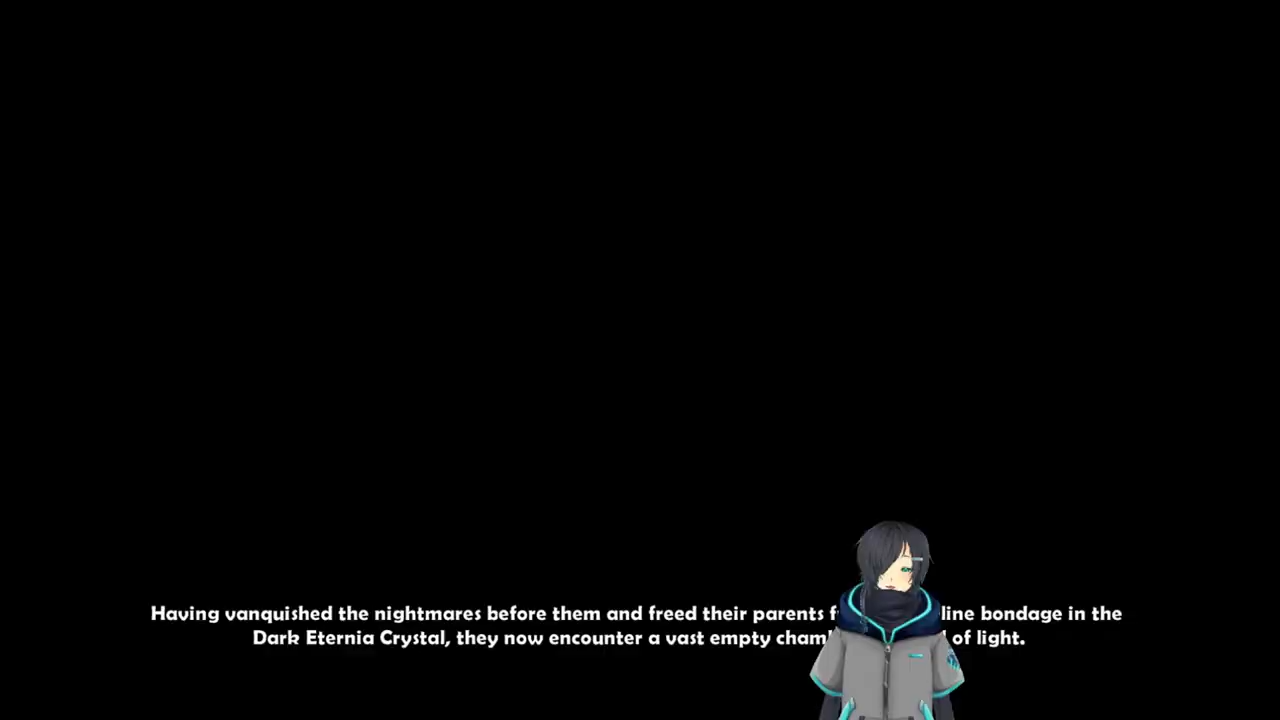 Having vanquished the nightmares before them and freed their parents line bondage in the
Dark Eternia Crystal, they now encounter a vast empty of light.